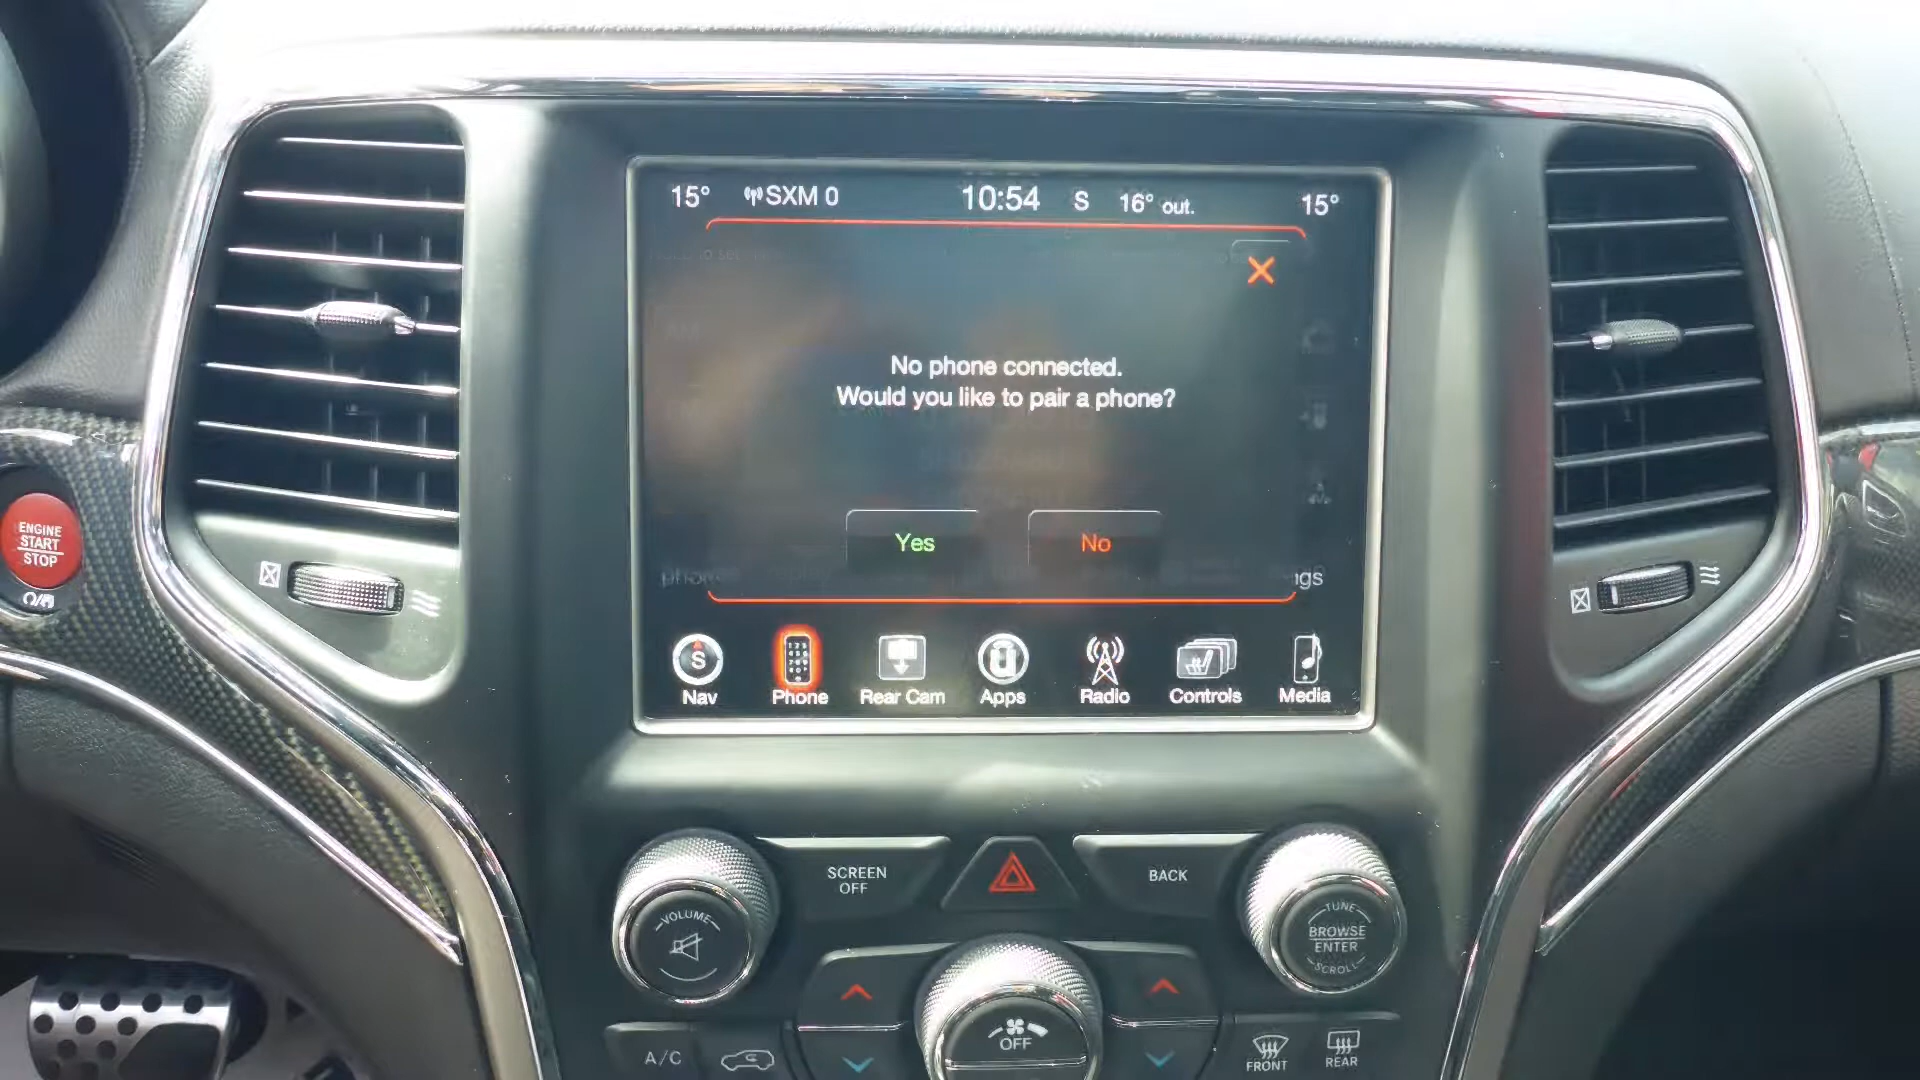 15° SXM 0 10:54 S 16° out. 15°
No phone connected.
Would you like to pair a phone?
Yes No
Nav Phone Rear Cam Apps Radio Controls Media
ENGINE
START
STOP
SCREEN
OFF
BACK
VOLUME
TUNE
BROWSE
ENTER
SCROLL
OFF
A/C
FRONT REAR